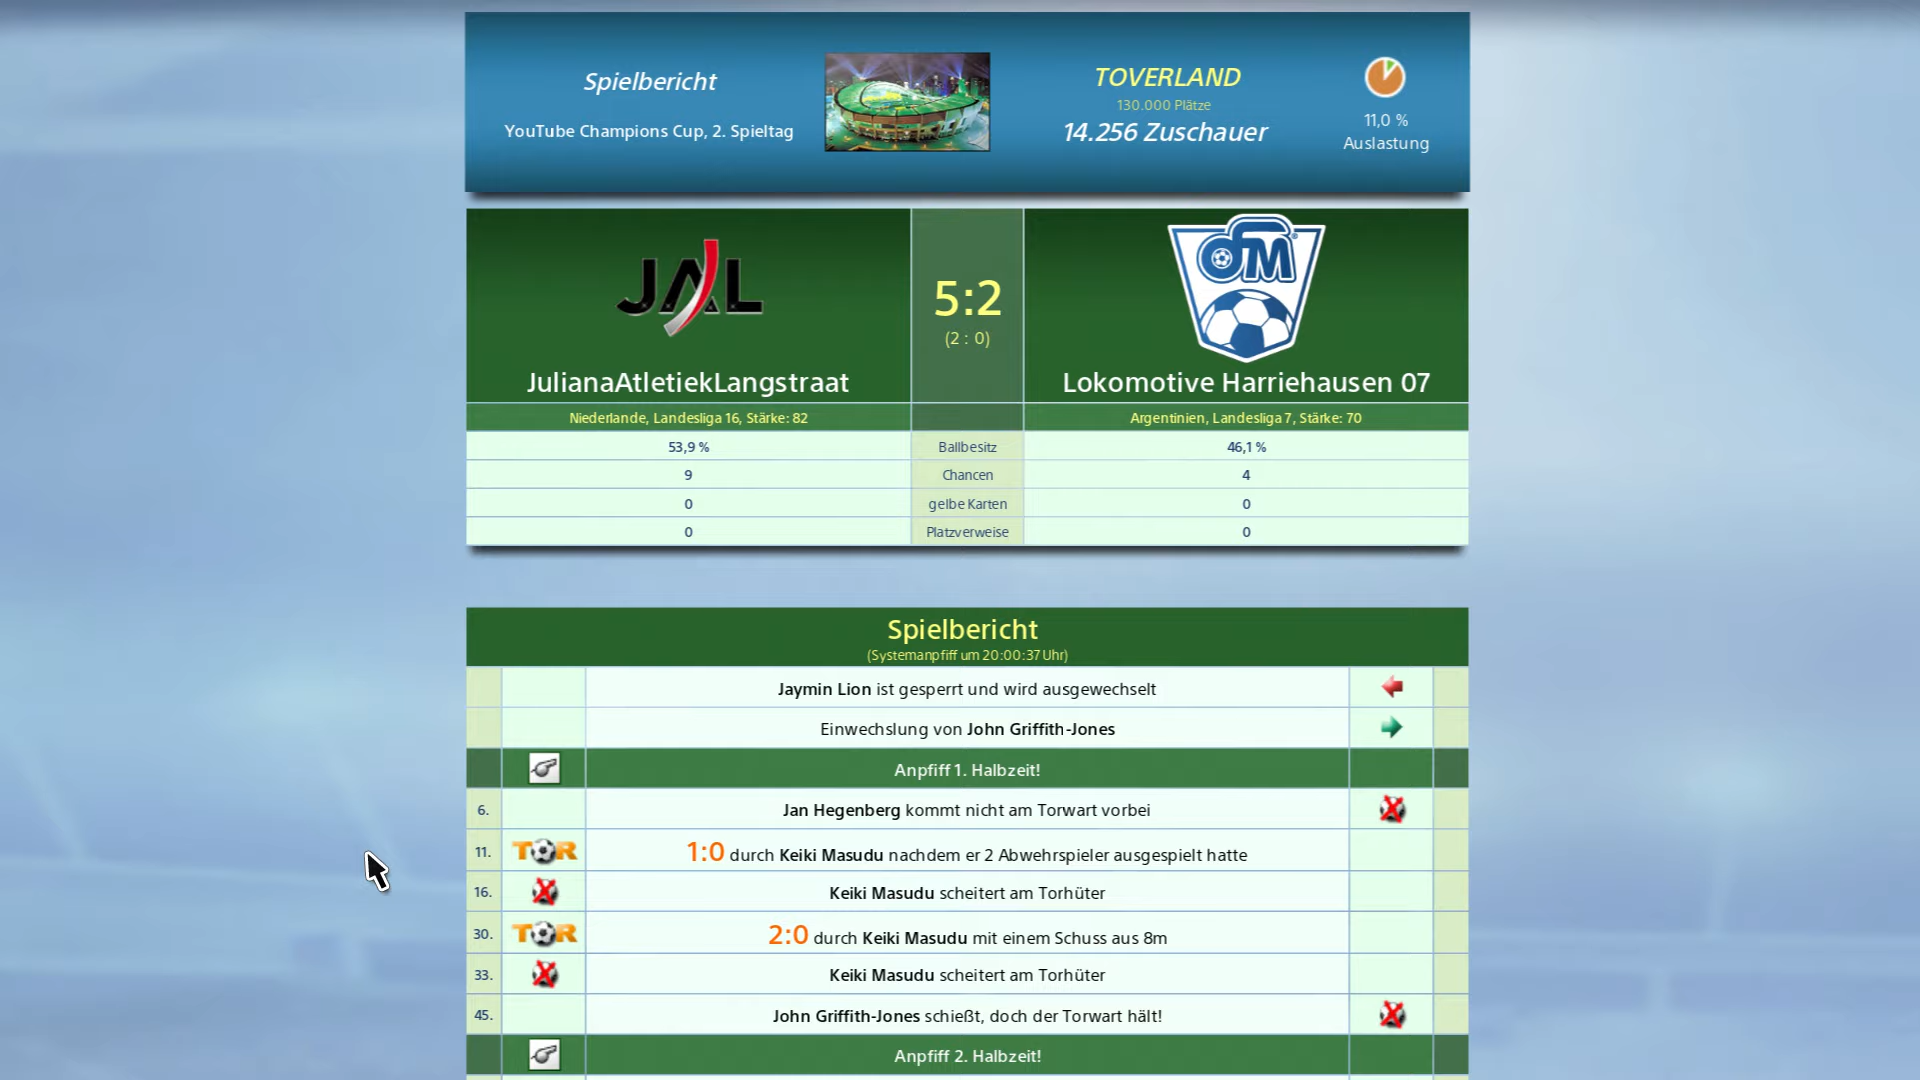 Spielbericht
YouTube Champions Cup, 2. Spieltag
TOVERLAND
130.000 Plätze
14.256 Zuschauer
11,0 %
Auslastung
JAL
5:2
(2 : 0)
OFM
JulianaAtletiekLangstraat
Lokomotive Harriehausen 07
Niederlande, Landesliga 16, Stärke: 82
Argentinien, Landesliga 7, Stärke: 70
53,9 % Ballbesitz 46,1 %
9 Chancen 4
0 gelbe Karten 0
0 Platzverweise 0
Spielbericht
(Systemanpfiff um 20:00:37 Uhr)
Jaymin Lion ist gesperrt und wird ausgewechselt
Einwechslung von John Griffith-Jones
Anpfiff 1. Halbzeit!
6. Jan Hegenberg kommt nicht am Torwart vorbei
11. TOR 1:0 durch Keiki Masudu nachdem er 2 Abwehrspieler ausgespielt hatte
16. Keiki Masudu scheitert am Torhüter
30. TOR 2:0 durch Keiki Masudu mit einem Schuss aus 8m
33. Keiki Masudu scheitert am Torhüter
45. John Griffith-Jones schießt, doch der Torwart hält!
Anpfiff 2. Halbzeit!